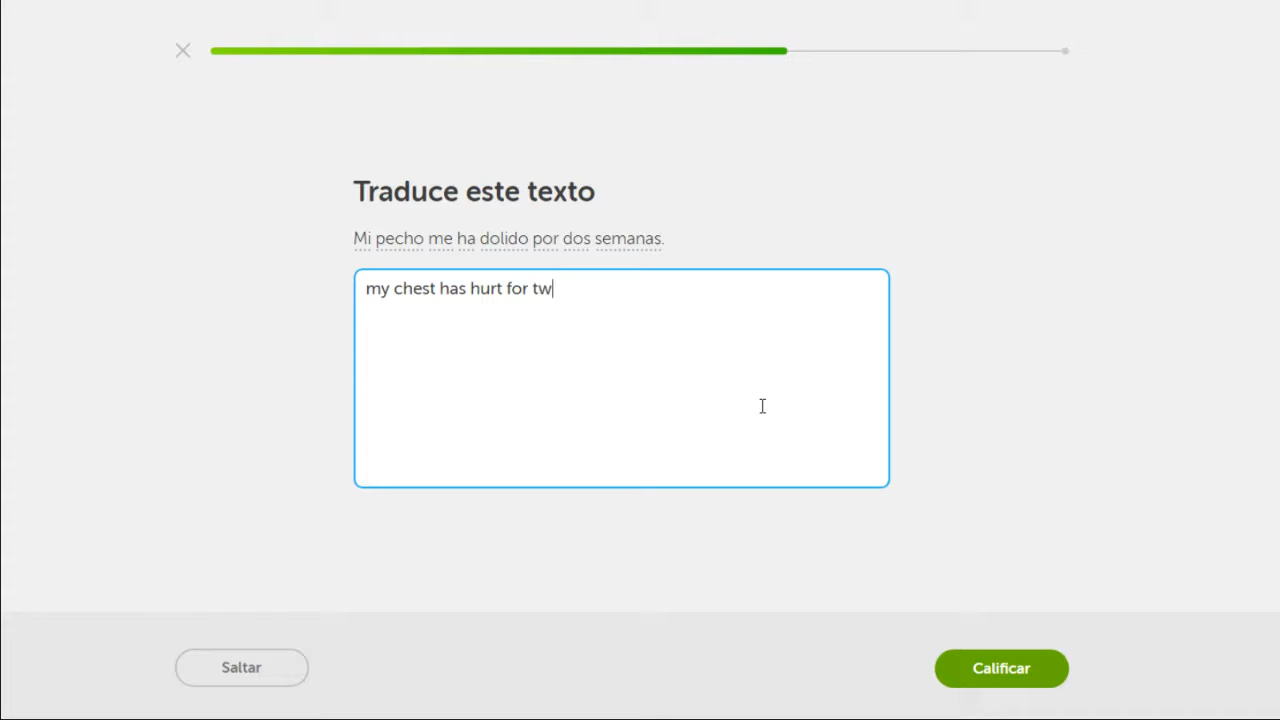 Traduce este texto
Mi pecho me ha dolido por dos semanas.
my chest has hurt for tw
Saltar
Calificar